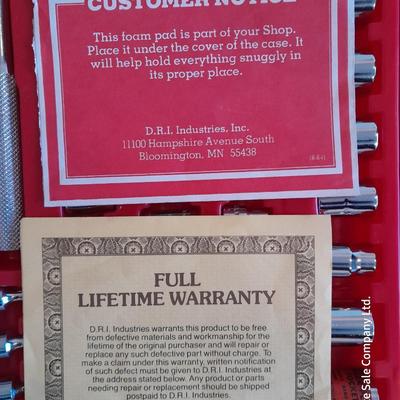 CUSTOMER NOTICE
This foam pad is part of your Shop.
Place it under the cover of the case. It
will help hold everything snuggly in
its proper place.
D.R.I. Industries, Inc.
11100 Hampshire Avenue South
Bloomington, MN 55438
FULL
LIFETIME WARRANTY
D.R.I. Industries warrants this product to be free
from defective materials and workmanship for the
lifetime of the original purchaser and will repair or
replace any such defective part without charge. To
make a claim under this warranty, written notification
of such defect must be given to D.R.I. Industries at
the address stated below. Any product or parts
needing repair or replacement should be shipped
postpaid to D.R.I. Industries.
e Sale Company Ltd.